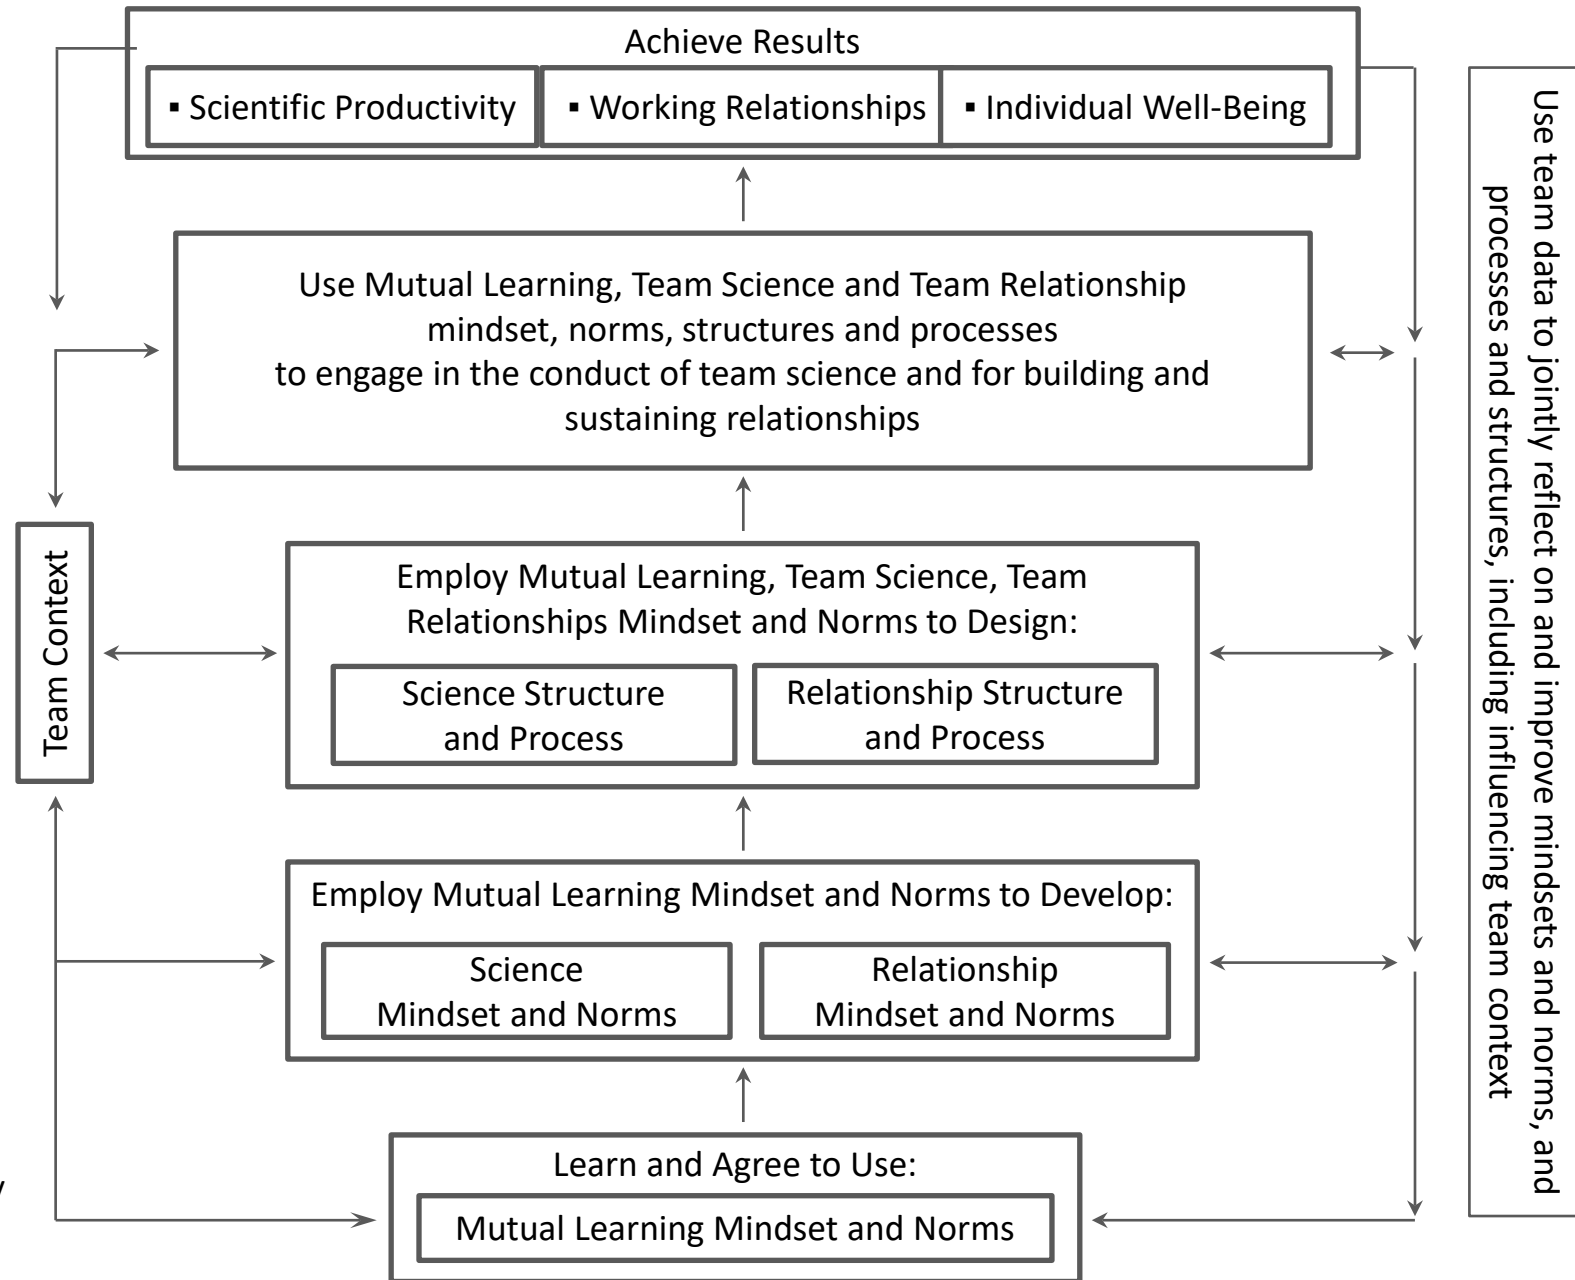 Achieve Results
▪ Scientific Productivity
▪ Working Relationships
▪ Individual Well-Being
Use Mutual Learning, Team Science and Team Relationship
mindset, norms, structures and processes
to engage in the conduct of team science and for building and
sustaining relationships
Team Context
Employ Mutual Learning, Team Science, Team
Relationships Mindset and Norms to Design:
Science Structure
and Process
Relationship Structure
and Process
Employ Mutual Learning Mindset and Norms to Develop:
Science
Mindset and Norms
Relationship
Mindset and Norms
Learn and Agree to Use:
Mutual Learning Mindset and Norms
Use team data to jointly reflect on and improve mindsets and norms, and
processes and structures, including influencing team context